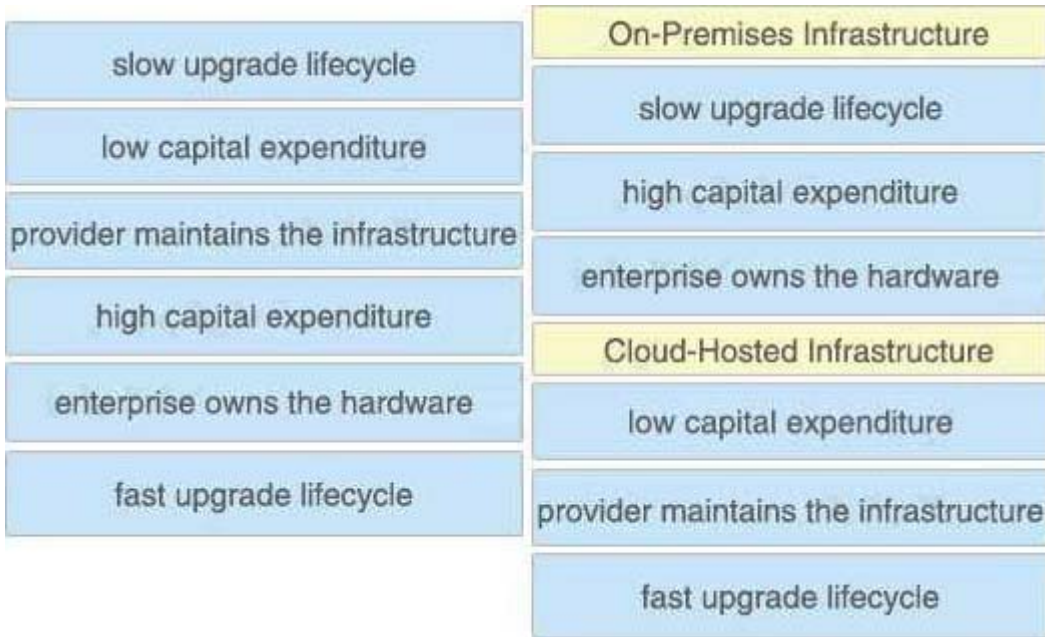 slow upgrade lifecycle
low capital expenditure
provider maintains the infrastructure
high capital expenditure
enterprise owns the hardware
fast upgrade lifecycle
On-Premises Infrastructure
slow upgrade lifecycle
high capital expenditure
enterprise owns the hardware
Cloud-Hosted Infrastructure
low capital expenditure
provider maintains the infrastructure
fast upgrade lifecycle